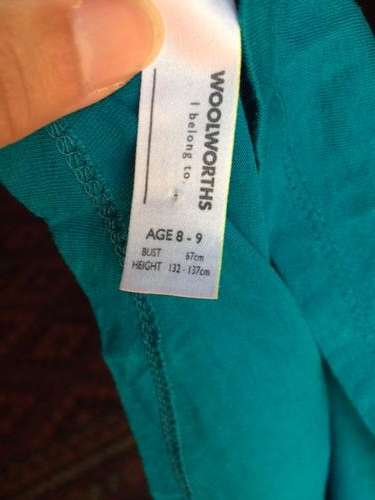 WOOLWORTHS
I belong to.
AGE 8 - 9
BUST 67cm
HEIGHT 132 - 137cm